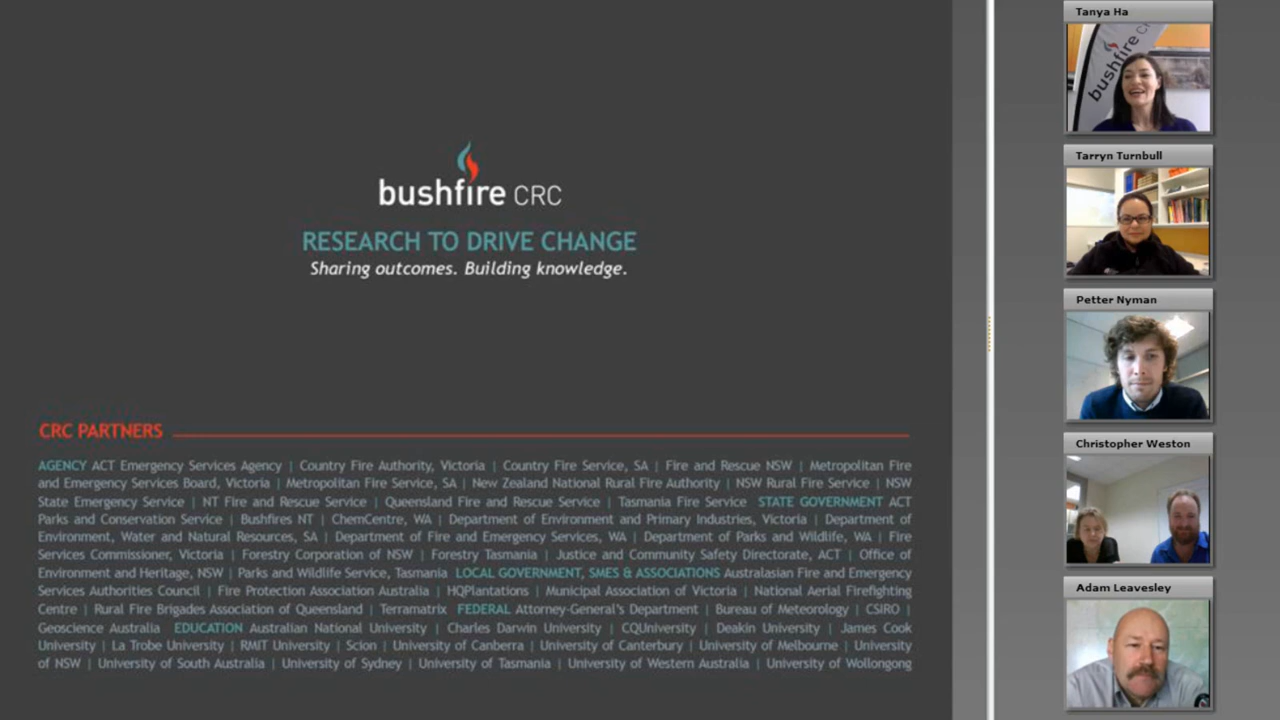 bushfire CRC
RESEARCH TO DRIVE CHANGE
Sharing outcomes. Building knowledge.
CRC PARTNERS
AGENCY ACT Emergency Services Agency | Country Fire Authority, Victoria | Country Fire Service, SA | Fire and Rescue NSW | Metropolitan Fire
and Emergency Services Board, Victoria | Metropolitan Fire Service, SA | New Zealand National Rural Fire Authority | NSW Rural Fire Service | NSW
State Emergency Service | NT Fire and Rescue Service | Queensland Fire and Rescue Service | Tasmania Fire Service STATE GOVERNMENT ACT
Parks and Conservation Service | Bushfires NT | ChemCentre, WA | Department of Environment and Primary Industries, Victoria | Department of
Environment, Water and Natural Resources, SA | Department of Fire and Emergency Services, WA | Department of Parks and Wildlife, WA | Fire
Services Commissioner, Victoria | Forestry Corporation of NSW | Forestry Tasmania | Justice and Community Safety Directorate, ACT | Office of
Environment and Heritage, NSW | Parks and Wildlife Service, Tasmania LOCAL GOVERNMENT, SMES & ASSOCIATIONS Australasian Fire and Emergency
Services Authorities Council | Fire Protection Association Australia | HQPlantations | Municipal Association of Victoria | National Aerial Firefighting
Centre | Rural Fire Brigades Association of Queensland | Terramatrix FEDERAL Attorney-General's Department | Bureau of Meteorology | CSIRO |
Geoscience Australia EDUCATION Australian National University | Charles Darwin University | CQUniversity | Deakin University | James Cook
University | La Trobe University | RMIT University | Scion | University of Canberra | University of Canterbury | University of Melbourne | University
of NSW | University of South Australia | University of Sydney | University of Tasmania | University of Western Australia | University of Wollongong
Tanya Ha
bushfire CR
Tarryn Turnbull
Petter Nyman
Christopher Weston
Adam Leavesley